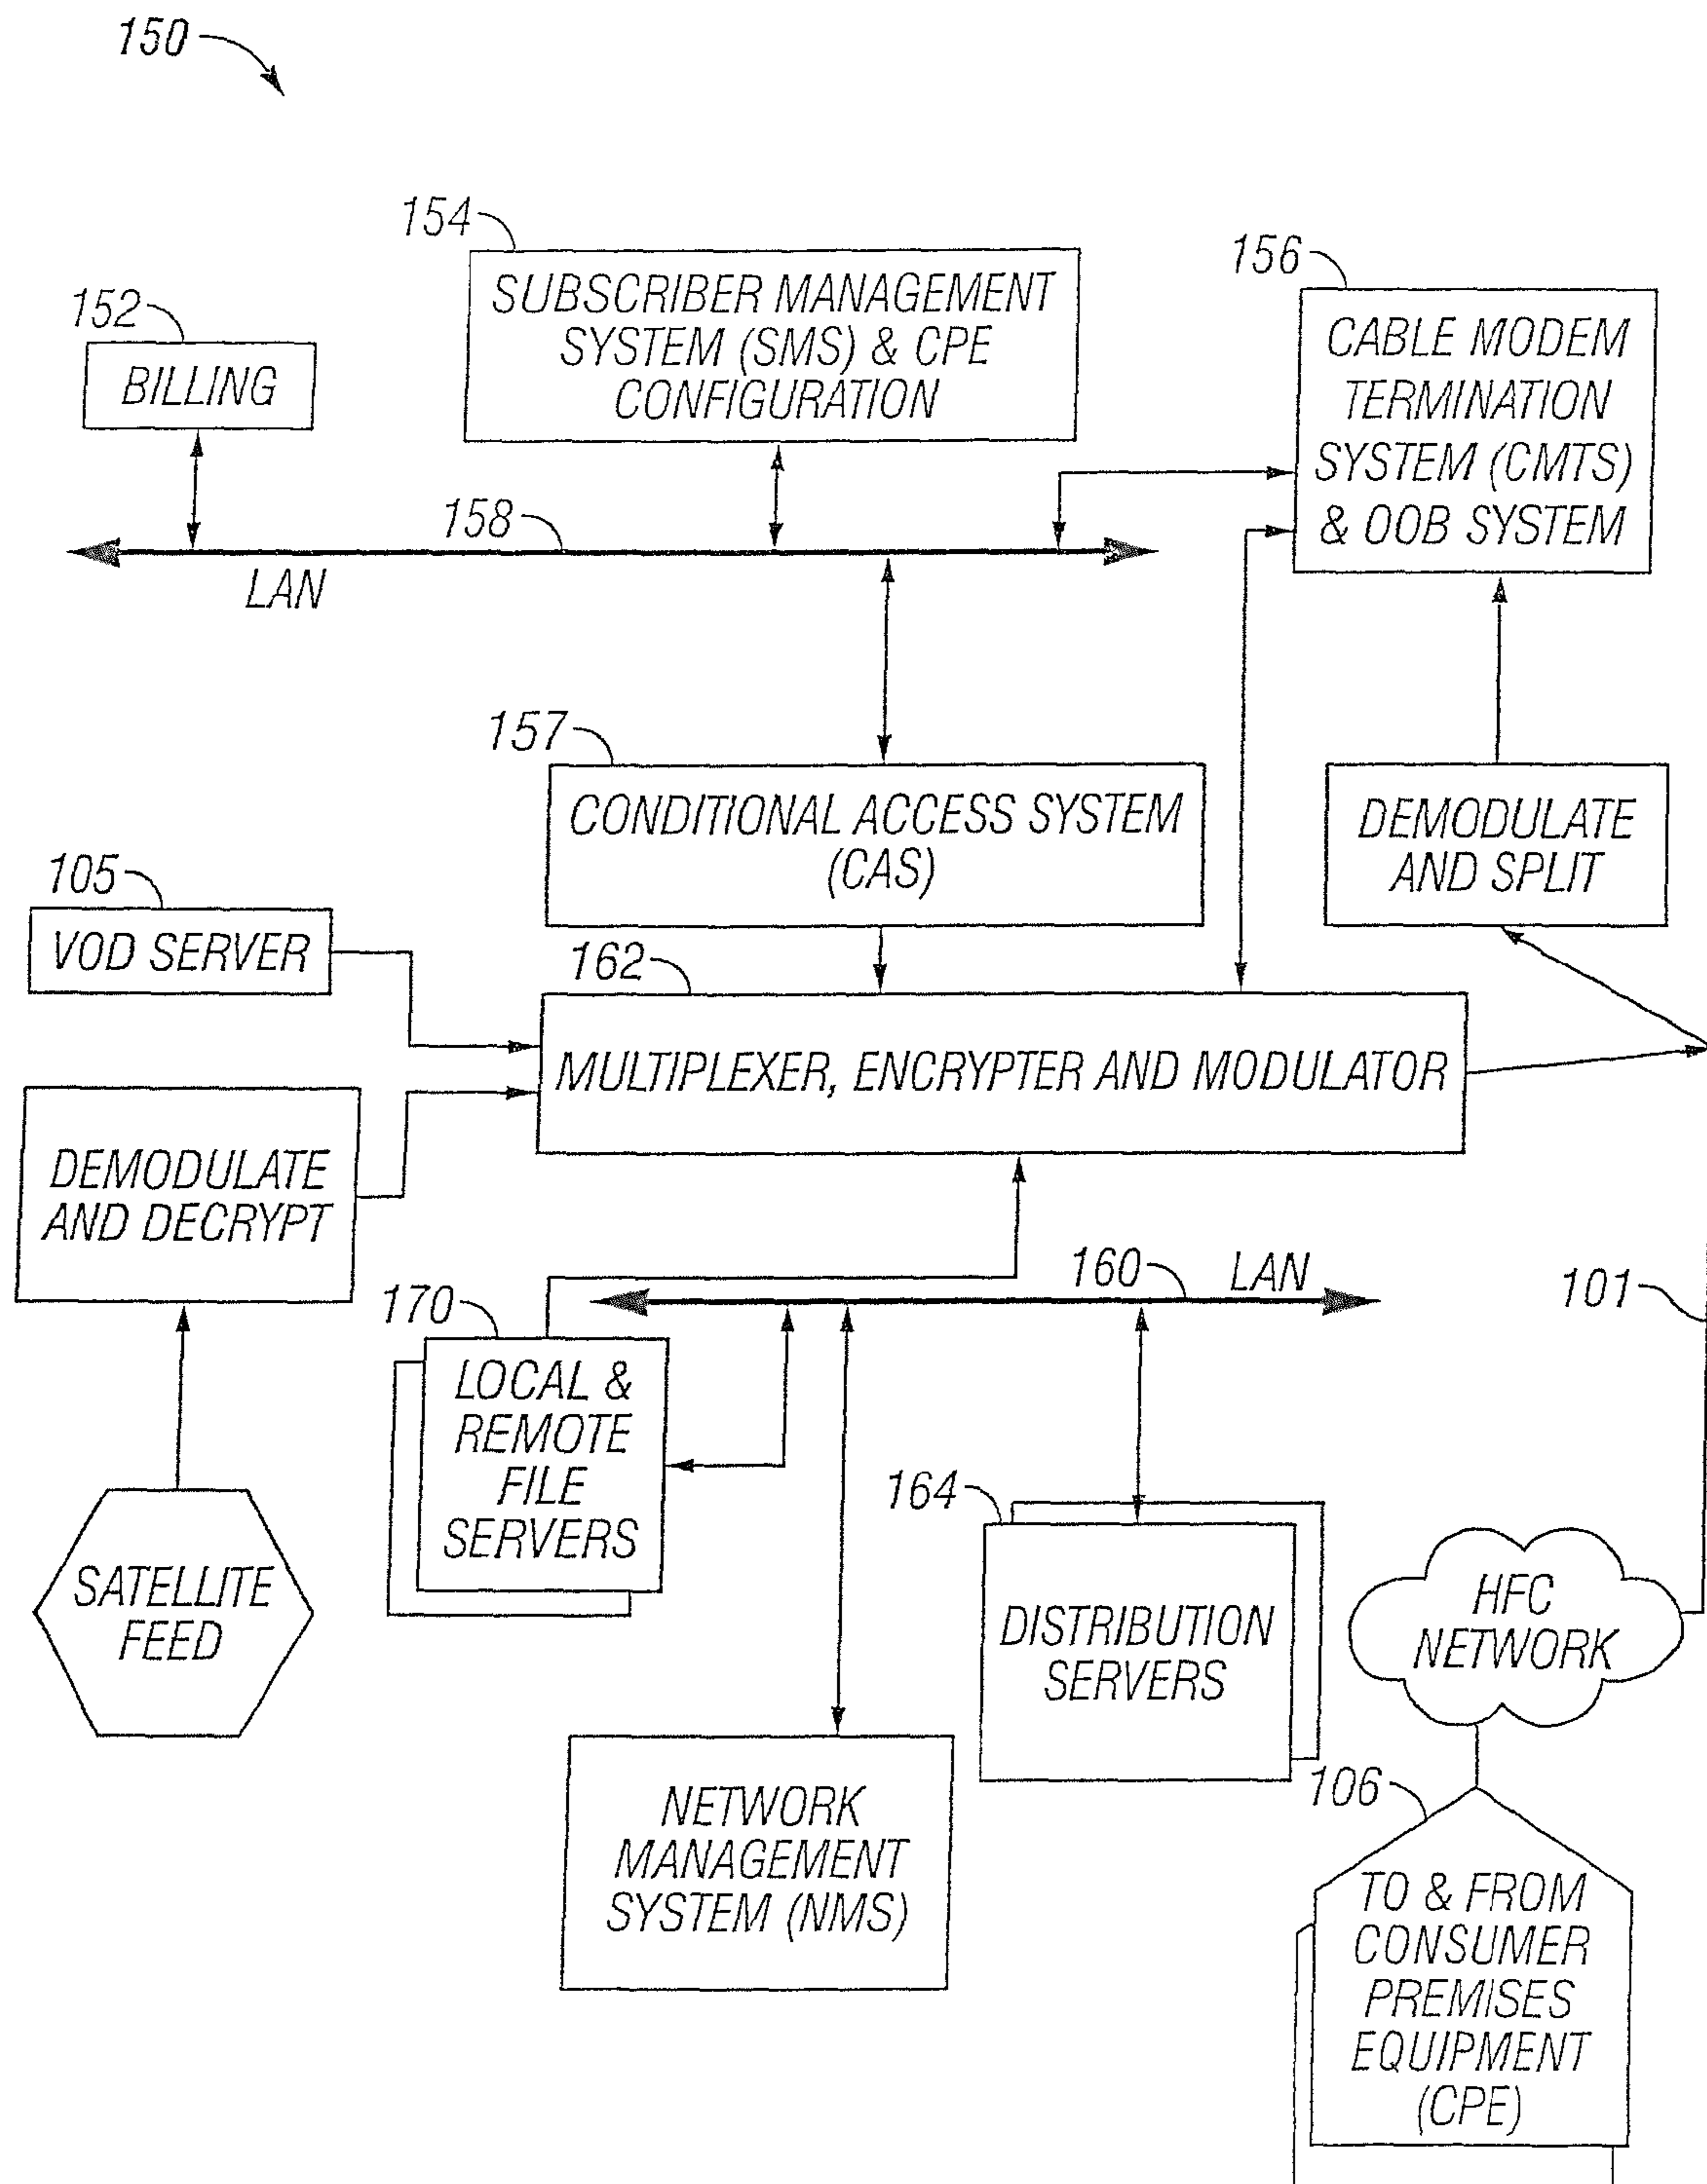 150
154
SUBSCRIBER MANAGEMENT
SYSTEM (SMS) & CPE
CONFIGURATION
156
CABLE MODEM
TERMINATION
SYSTEM (CMTS)
& OOB SYSTEM
152
BILLING
158
LAN
157
CONDITIONAL ACCESS SYSTEM
(CAS)
DEMODULATE
AND SPLIT
105
VOD SERVER
162
MULTIPLEXER, ENCRYPTER AND MODULATOR
DEMODULATE
AND DECRYPT
160
LAN
101
170
LOCAL &
REMOTE
FILE
SERVERS
164
DISTRIBUTION
SERVERS
SATELLITE
FEED
HFC
NETWORK
NETWORK
MANAGEMENT
SYSTEM (NMS)
106
TO & FROM
CONSUMER
PREMISES
EQUIPMENT
(CPE)